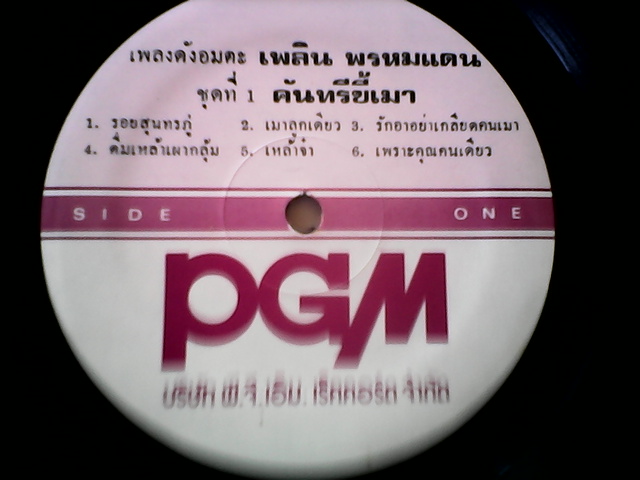 เพลงดังอมตะ เพลิน พรหมแดน
ชุดที่ 1 คันทรีขี้เมา
1. รอยสุนทรภู่ 2. เมาลูกเดียว 3. รักอาอย่าเกลียดคนเมา
4. ดื่มเหล้าเผากลุ้ม 5. เหล้าจ๋า 6. เพราะคุณคนเดียว
SIDE ONE
PGM
บริษัท พี.จี.เอ็ม. เร็คคอร์ด จำกัด